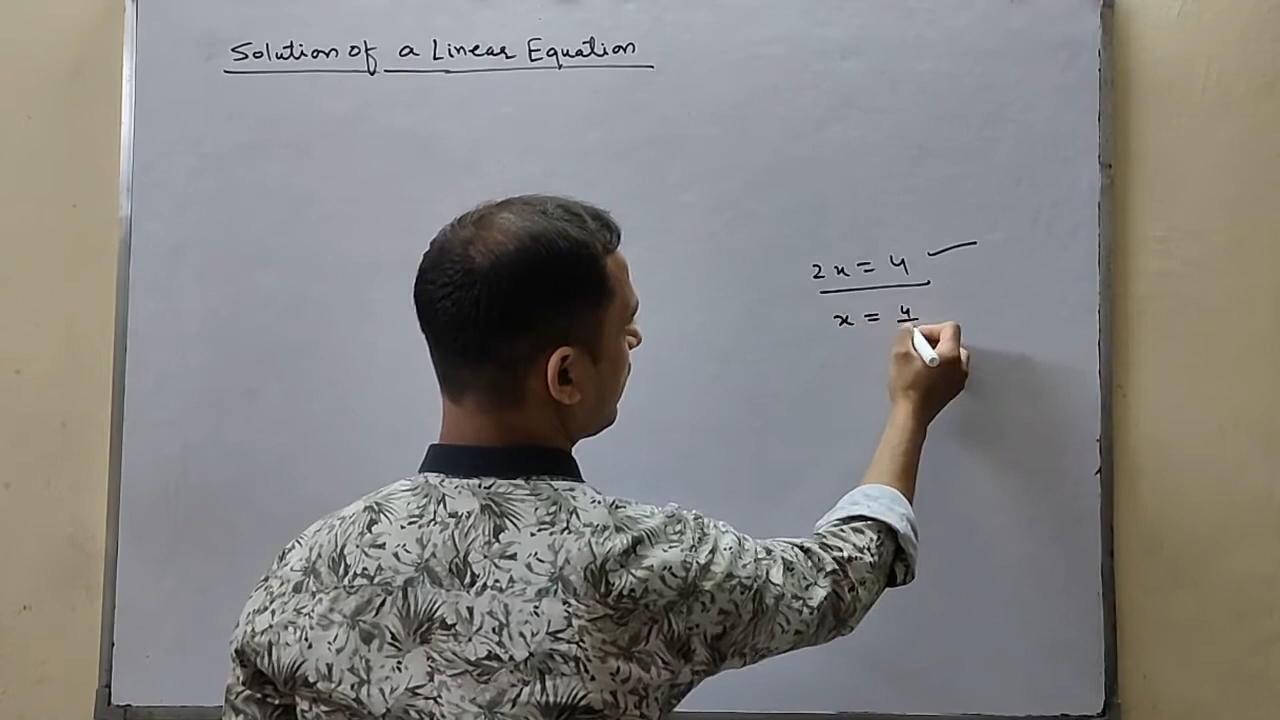 Solution of a Linear Equation
2x = 4
x = 4